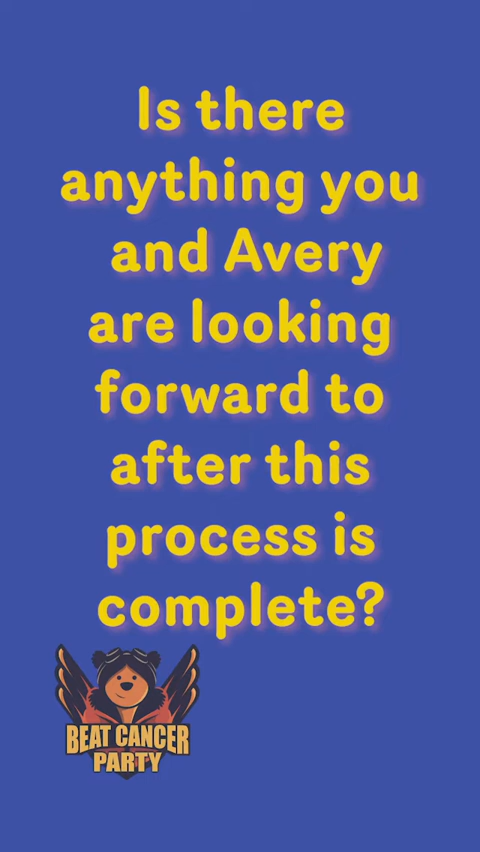 Is there
anything you
and Avery
are looking
forward to
after this
process is
complete?
BEAT CANCER
PARTY